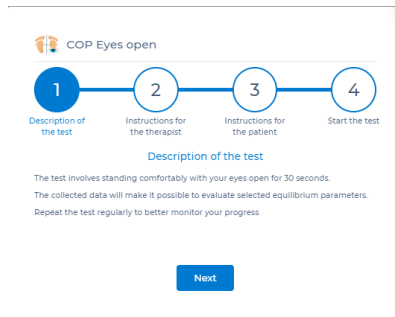 COP Eyes open
1 2 3 4
Description of the test
Instructions for the therapist
Instructions for the patient
Start the test
Description of the test
The test involves standing comfortably with your eyes open for 30 seconds.
The collected data will make it possible to evaluate selected equilibrium parameters.
Repeat the test regularly to better monitor your progress
Next